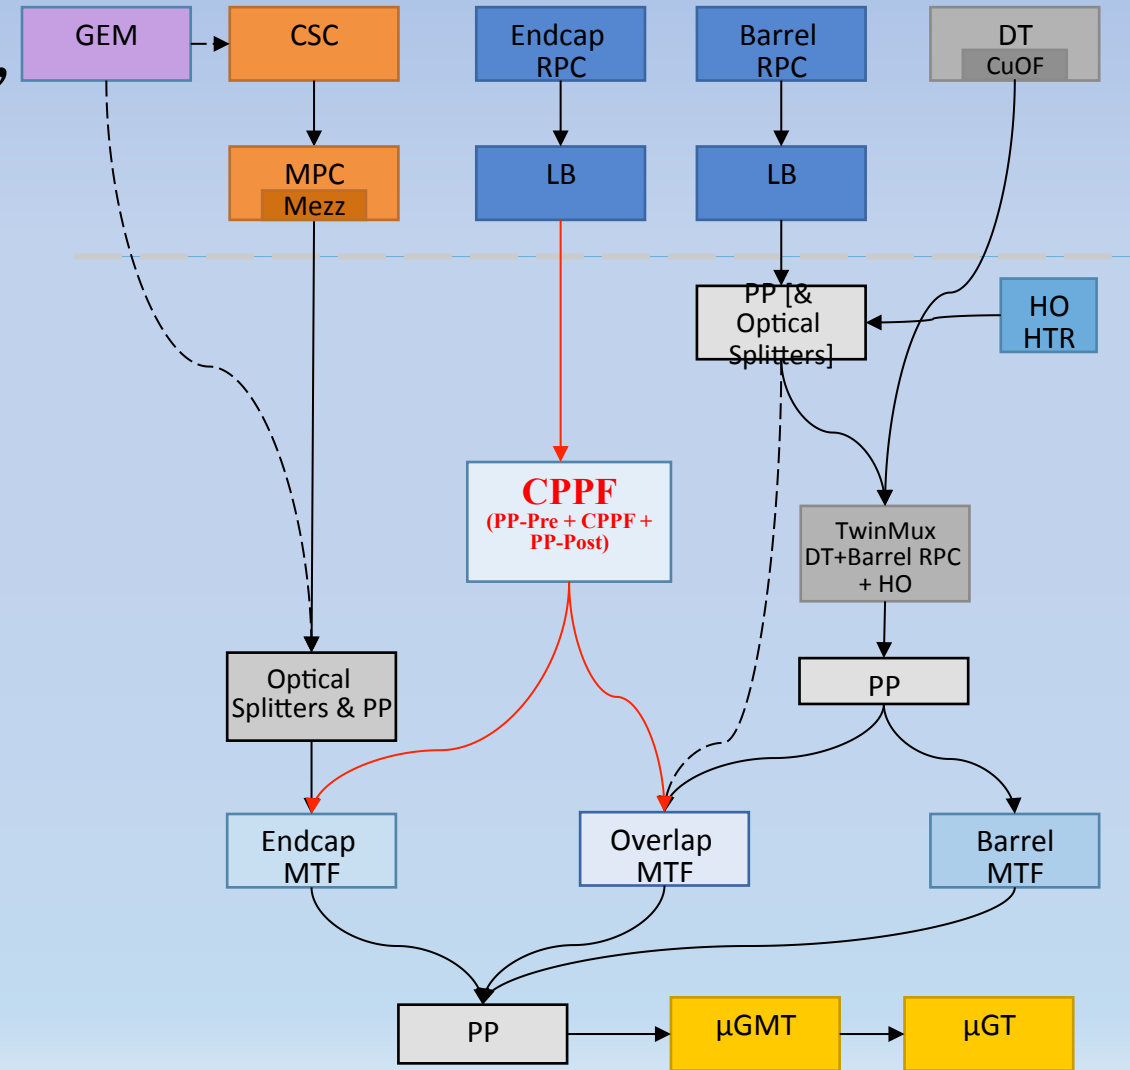 GEM
CSC
Endcap
RPC
Barrel
RPC
DT
CuOF
MPC
Mezz
LB
LB
PP [&
Optical
Splitters]
HO
HTR
CPPF
(PP-Pre + CPPF +
PP-Post)
TwinMux
DT+Barrel RPC
+ HO
Optical
Splitters & PP
PP
Endcap
MTF
Overlap
MTF
Barrel
MTF
PP
μGMT
μGT